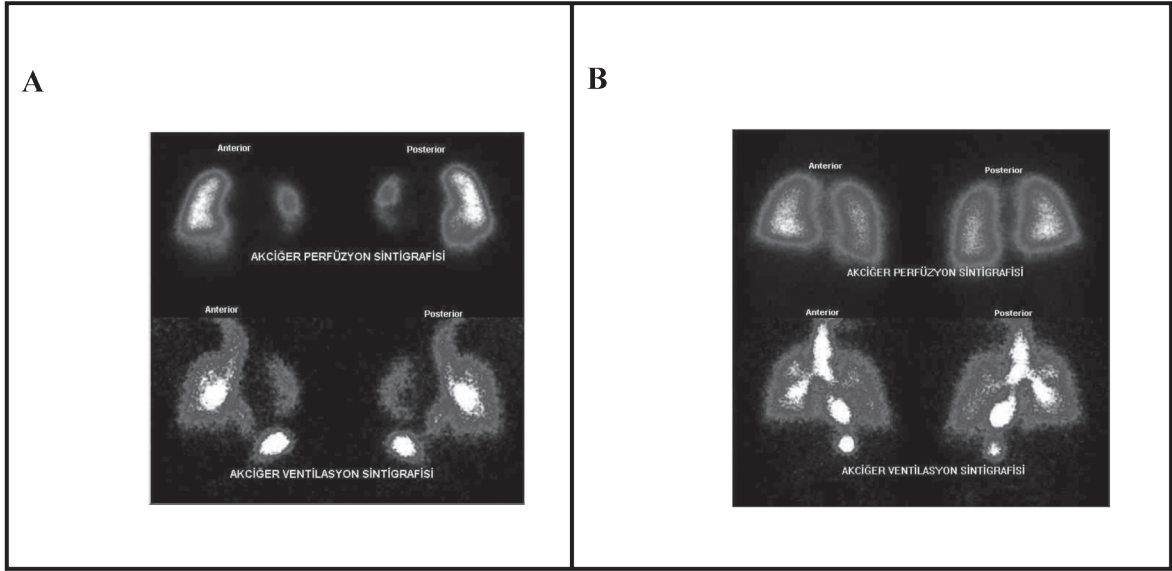 A
Anterior Posterior
AKCİĞER PERFÜZYON SİNTİGRAFİSİ
Anterior Posterior
AKCİĞER VENTİLASYON SİNTİGRAFİSİ
B
Anterior Posterior
AKCİĞER PERFÜZYON SİNTİGRAFİSİ
Anterior Posterior
AKCİĞER VENTİLASYON SİNTİGRAFİSİ